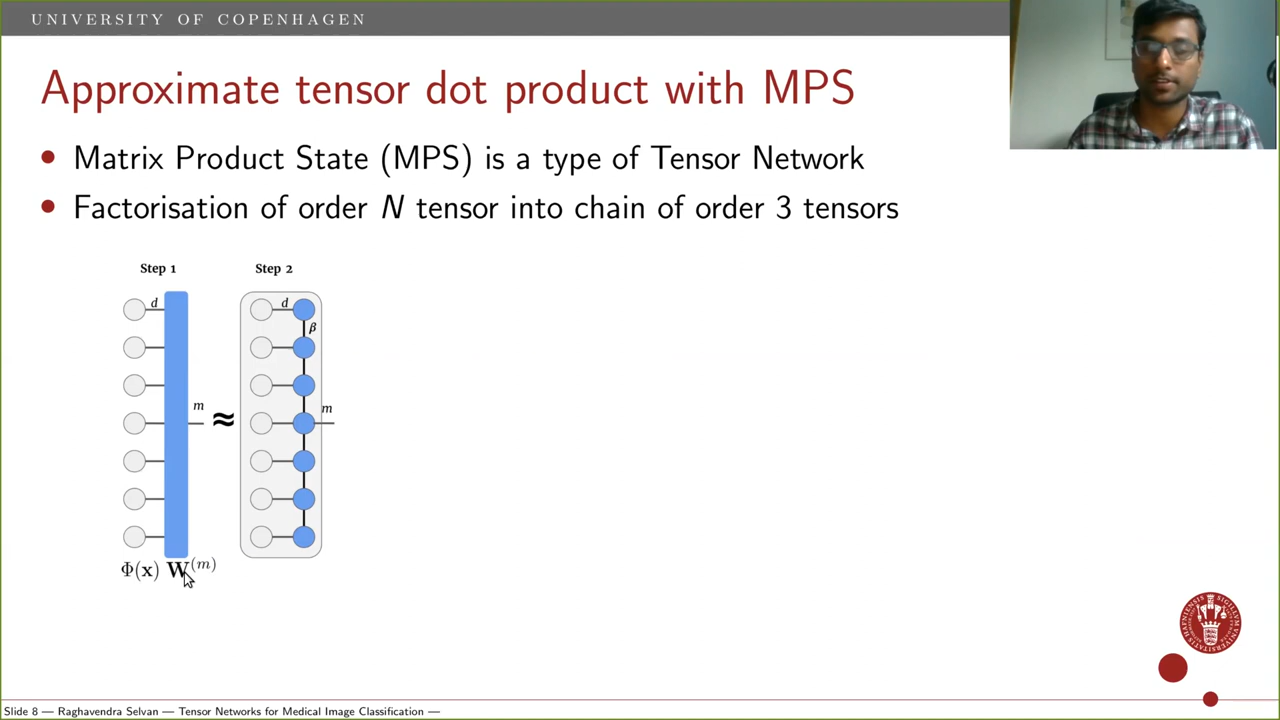 UNIVERSITY OF COPENHAGEN
Approximate tensor dot product with MPS
Matrix Product State (MPS) is a type of Tensor Network
Factorisation of order N tensor into chain of order 3 tensors
Step 1
Step 2
d
d
β
m
≈
m
Φ(x) W(m)
Slide 8 — Raghavendra Selvan — Tensor Networks for Medical Image Classification —